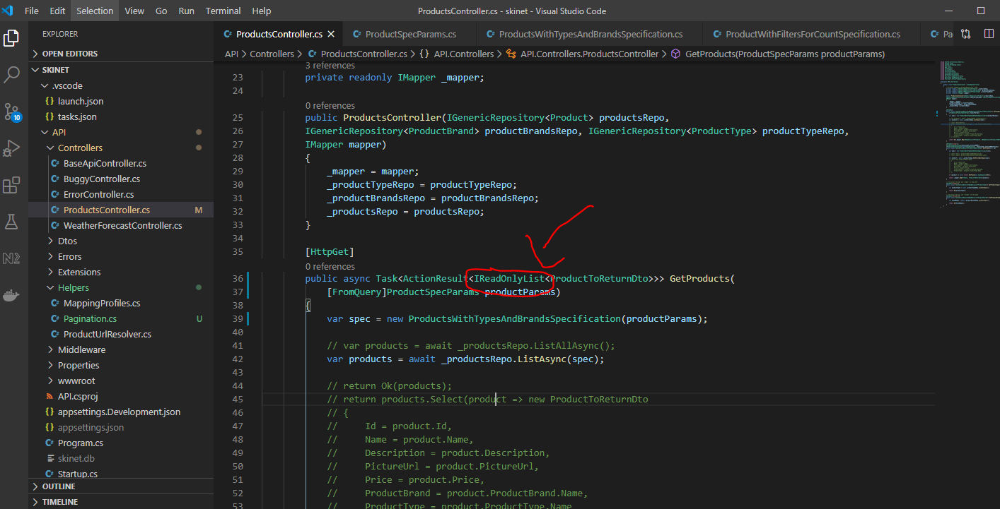 File Edit Selection View Go Run Terminal Help ProductsController.cs - skinet - Visual Studio Code
EXPLORER
OPEN EDITORS
SKINET
.vscode
launch.json
tasks.json
API
Controllers
BaseApiController.cs
BuggyController.cs
ErrorController.cs
ProductsController.cs M
WeatherForecastController.cs
Dtos
Errors
Extensions
Helpers
MappingProfiles.cs
Pagination.cs U
ProductUrlResolver.cs
Middleware
Properties
wwwroot
API.csproj
appsettings.Development.json
appsettings.json
Program.cs
skinet.db
Startup.cs
OUTLINE
TIMELINE
10
ProductsController.cs ProductSpecParams.cs ProductsWithTypesAndBrandsSpecification.cs ProductWithFiltersForCountSpecification.cs Pa
API > Controllers > ProductsController.cs > {} API.Controllers > API.Controllers.ProductsController > GetProducts(ProductSpecParams productParams)
3 references
23 private readonly IMapper _mapper;
24
0 references
25 public ProductsController(IGenericRepository<Product> productsRepo,
26 IGenericRepository<ProductBrand> productBrandsRepo, IGenericRepository<ProductType> productTypeRepo,
27 IMapper mapper)
28 {
29 _mapper = mapper;
30 _productTypeRepo = productTypeRepo;
31 _productBrandsRepo = productBrandsRepo;
32 _productsRepo = productsRepo;
33 }
34
35 [HttpGet]
0 references
36 public async Task<ActionResult<IReadOnlyList<ProductToReturnDto>>> GetProducts(
37 [FromQuery]ProductSpecParams productParams)
38 {
39 var spec = new ProductsWithTypesAndBrandsSpecification(productParams);
40
41 // var products = await _productsRepo.ListAllAsync();
42 var products = await _productsRepo.ListAsync(spec);
43
44 // return Ok(products);
45 // return products.Select(product => new ProductToReturnDto
46 // {
47 // Id = product.Id,
48 // Name = product.Name,
49 // Description = product.Description,
50 // PictureUrl = product.PictureUrl,
51 // Price = product.Price,
52 // ProductBrand = product.ProductBrand.Name,
53 // ProductType = product.ProductType.Name